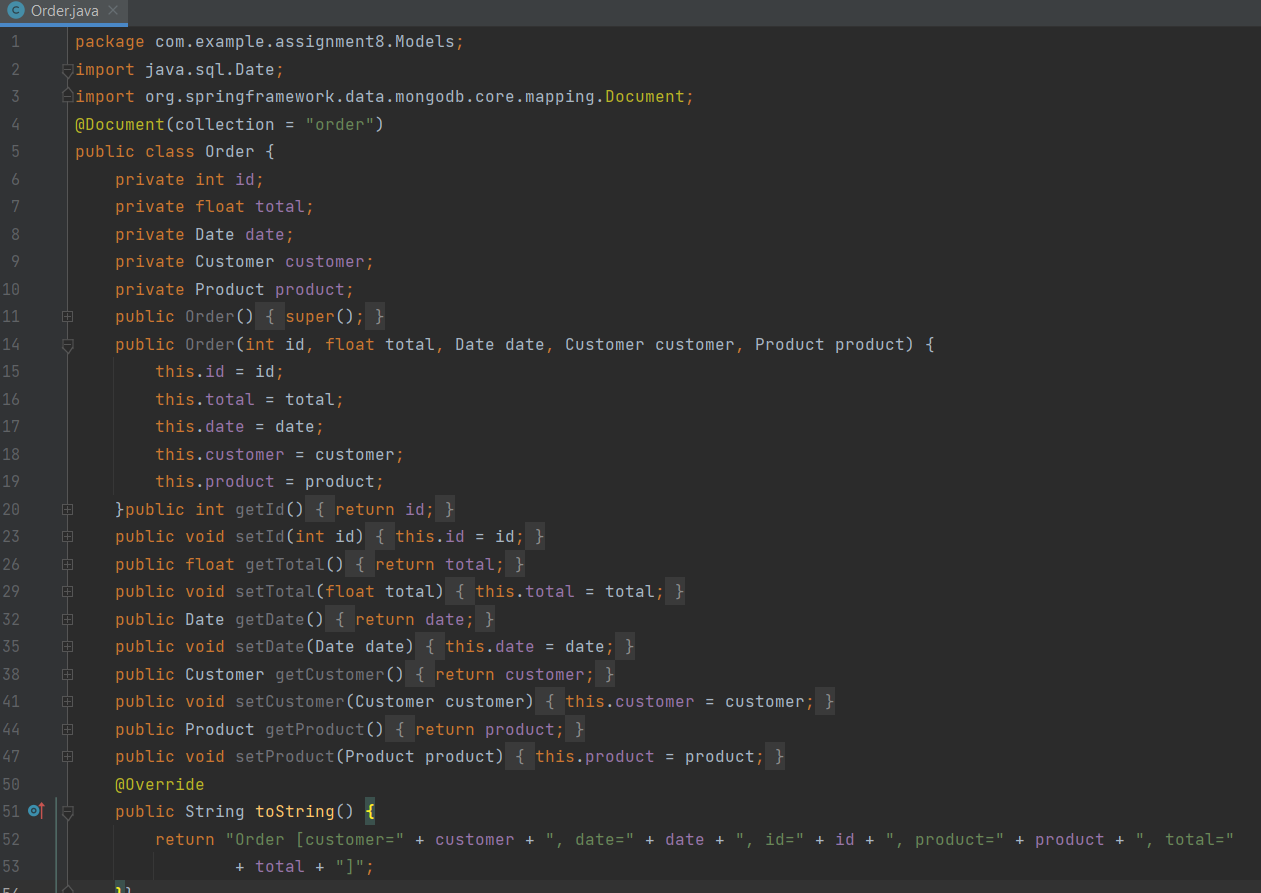 Order.java
1 package com.example.assignment8.Models;
2 import java.sql.Date;
3 import org.springframework.data.mongodb.core.mapping.Document;
4 @Document(collection = "order")
5 public class Order {
6 private int id;
7 private float total;
8 private Date date;
9 private Customer customer;
10 private Product product;
11 public Order() { super(); }
14 public Order(int id, float total, Date date, Customer customer, Product product) {
15 this.id = id;
16 this.total = total;
17 this.date = date;
18 this.customer = customer;
19 this.product = product;
20 }public int getId() { return id; }
23 public void setId(int id) { this.id = id; }
26 public float getTotal() { return total; }
29 public void setTotal(float total) { this.total = total; }
32 public Date getDate() { return date; }
35 public void setDate(Date date) { this.date = date; }
38 public Customer getCustomer() { return customer; }
41 public void setCustomer(Customer customer) { this.customer = customer; }
44 public Product getProduct() { return product; }
47 public void setProduct(Product product) { this.product = product; }
50 @Override
51 public String toString() {
52 return "Order [customer=" + customer + ", date=" + date + ", id=" + id + ", product=" + product + ", total="
53 + total + "]";
54 }}